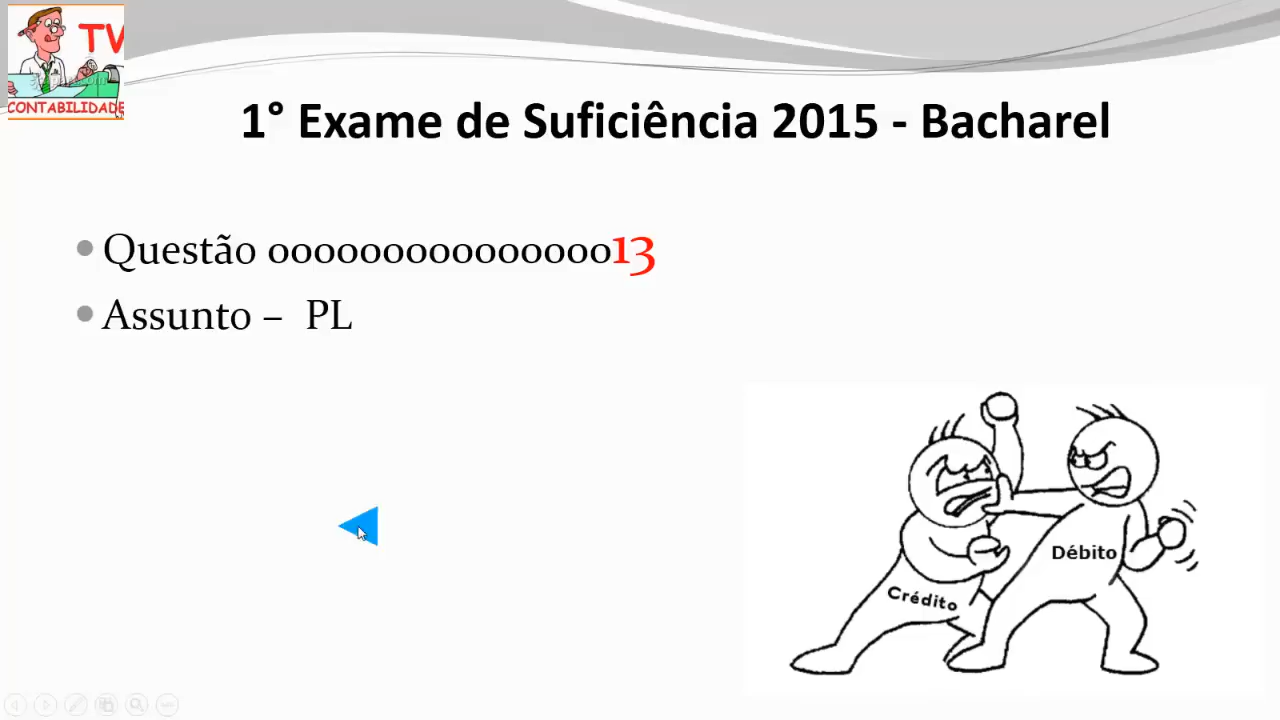 TV
CONTABILIDADE
1° Exame de Suficiência 2015 - Bacharel
Questão ooooooooooooooo13
Assunto – PL
Débito
Crédito